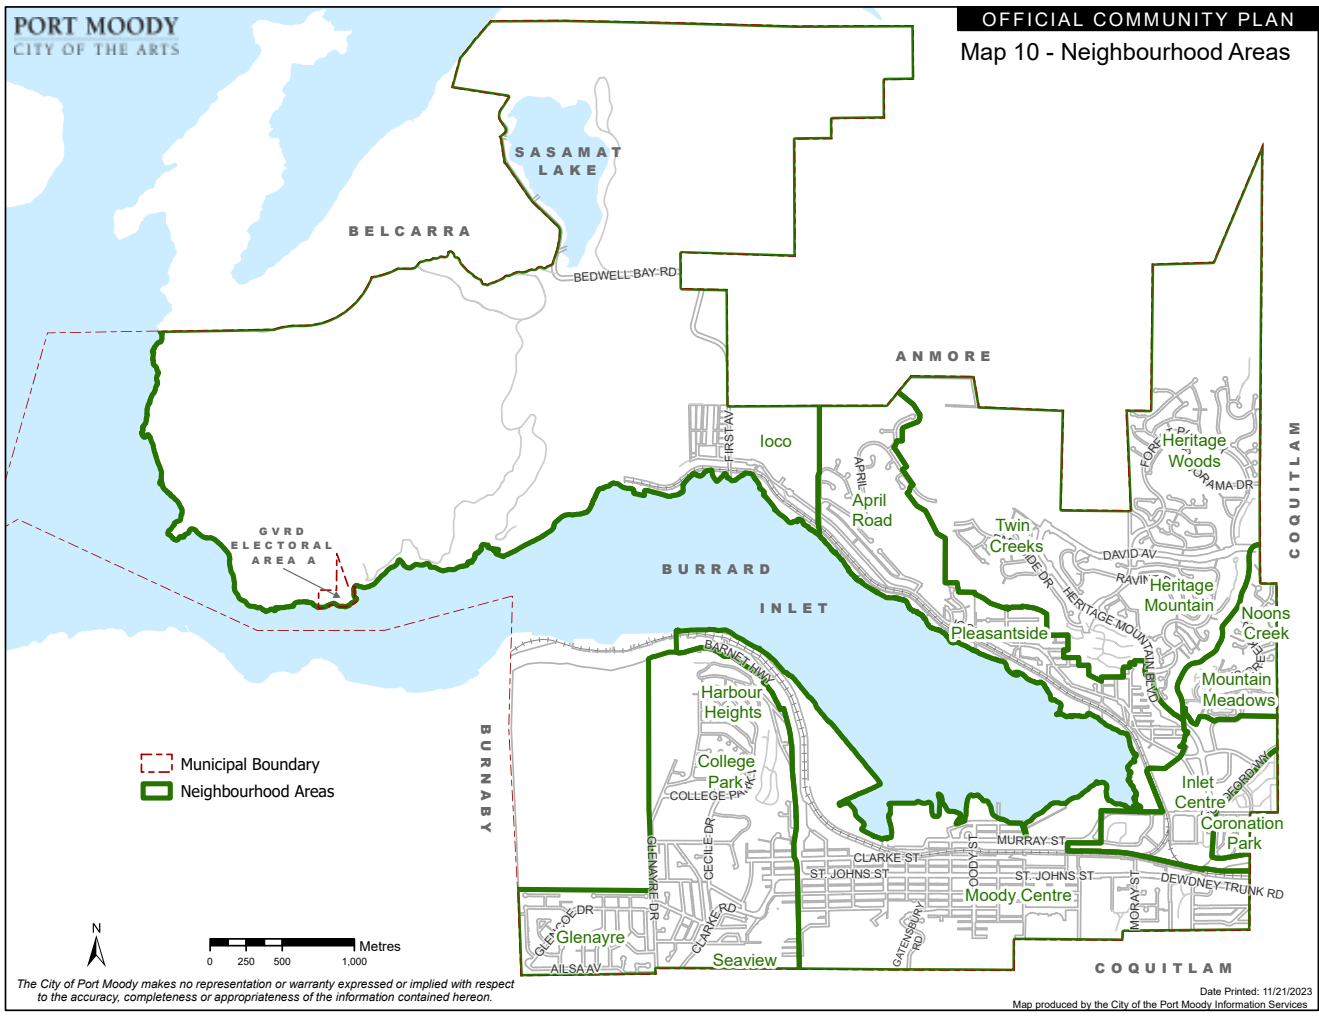 PORT MOODY
CITY OF THE ARTS
OFFICIAL COMMUNITY PLAN
Map 10 - Neighbourhood Areas
SASAMAT
LAKE
BELCARRA
BEDWELL BAY RD
ANMORE
COQUITLAM
FIRST AV
Ioco
APRIL
April
Road
Heritage
Woods
Twin
Creeks
DAVID AV
Heritage
Mountain
HERITAGE MOUNTAIN BLVD
Noons
Creek
Pleasantside
Mountain
Meadows
GVRD
ELECTORAL
AREA A
BURRARD
INLET
BARNET HWY
Harbour
Heights
College
Park
COLLEGE PARK
BURNABY
Municipal Boundary
Neighbourhood Areas
Inlet
Centre
Coronation
Park
MURRAY ST
CLARKE ST
ST. JOHNS ST
ST. JOHNS ST
Moody Centre
DEWDNEY TRUNK RD
MORAY ST
GATENSBURY
RD
CECILE DR
GLENAYRE DR
CLARKE RD
GLENCOE DR
Glenayre
AILSA AV
Seaview
COQUITLAM
N
0 250 500 1,000
Metres
The City of Port Moody makes no representation or warranty expressed or implied with respect
to the accuracy, completeness or appropriateness of the information contained hereon.
Date Printed: 11/21/2023
Map produced by the City of the Port Moody Information Services